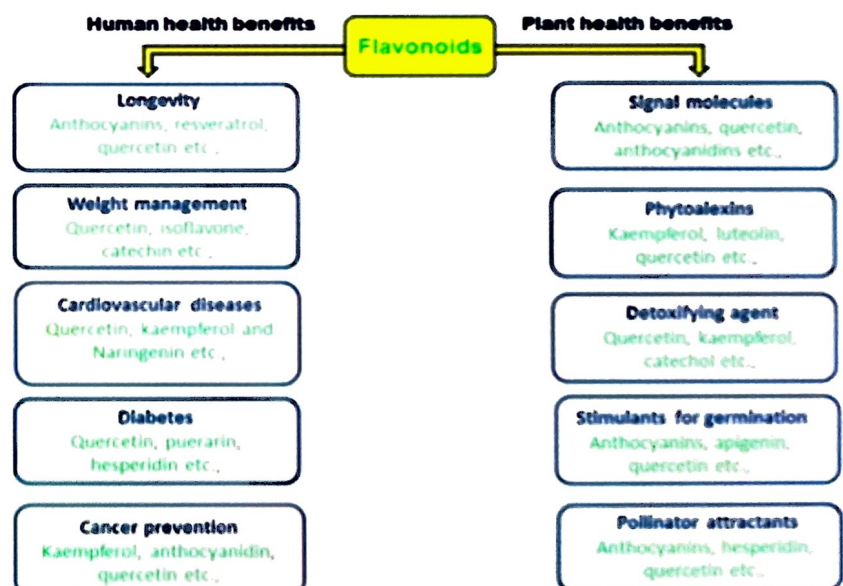 Human health benefits
Flavonoids
Plant health benefits
Longevity
Anthocyanins, resveratrol,
quercetin etc.,
Weight management
Quercetin, isoflavone,
catechin etc.,
Cardiovascular diseases
Quercetin, kaempferol and
Naringenin etc.,
Diabetes
Quercetin, puerarin,
hesperidin etc.,
Cancer prevention
Kaempferol, anthocyanidin,
quercetin etc.,
Signal molecules
Anthocyanins, quercetin,
anthocyanidins etc.,
Phytoalexins
Kaempferol, luteolin,
quercetin etc.,
Detoxifying agent
Quercetin, kaempferol,
catechol etc.,
Stimulants for germination
Anthocyanins, apigenin,
quercetin etc.,
Pollinator attractants
Anthocyanins, hesperidin,
quercetin etc.,